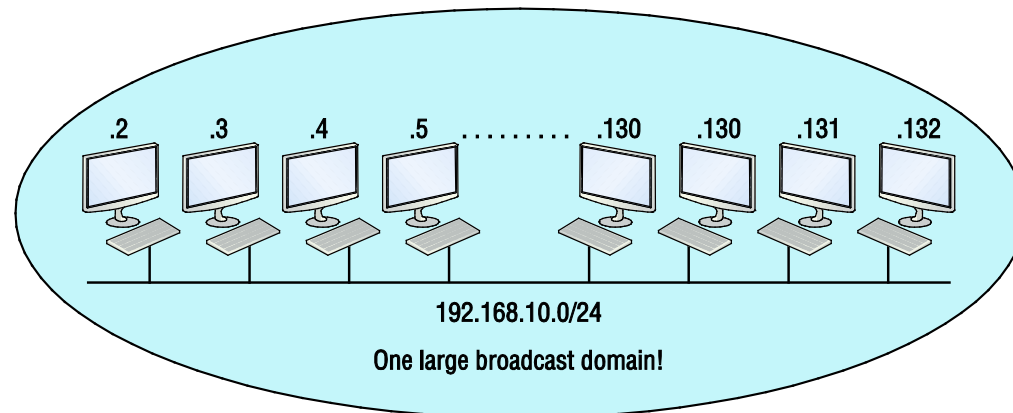 .2 .3 .4 .5 ......... .130 .130 .131 .132
192.168.10.0/24
One large broadcast domain!